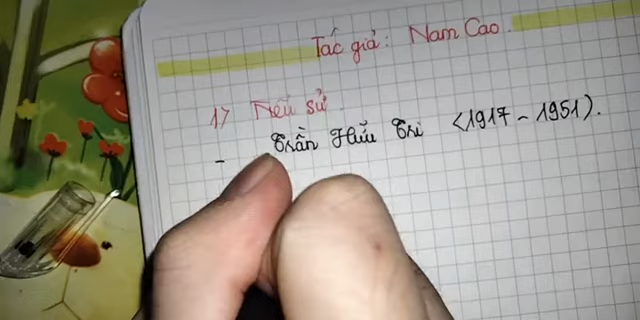 Tác giả: Nam Cao.
1) Tiểu sử
- Trần Hữu Tri <1917 - 1951).